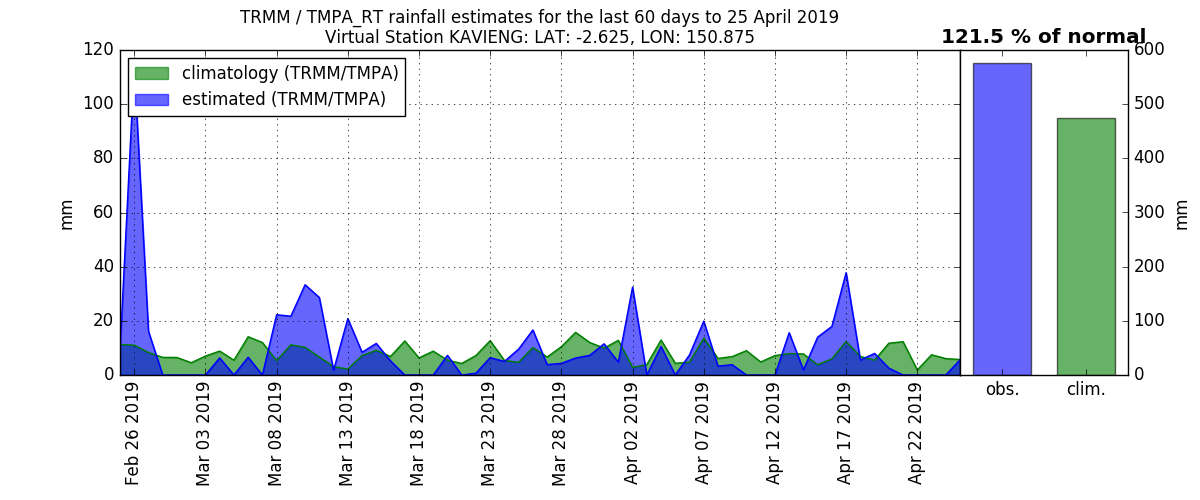 TRMM / TMPA_RT rainfall estimates for the last 60 days to 25 April 2019
Virtual Station KAVIENG: LAT: -2.625, LON: 150.875
121.5 % of normal
climatology (TRMM/TMPA)
estimated (TRMM/TMPA)
120
100
80
60
40
20
0
mm
600
500
400
300
200
100
0
mm
obs.
clim.
Feb 26 2019
Mar 03 2019
Mar 08 2019
Mar 13 2019
Mar 18 2019
Mar 23 2019
Mar 28 2019
Apr 02 2019
Apr 07 2019
Apr 12 2019
Apr 17 2019
Apr 22 2019